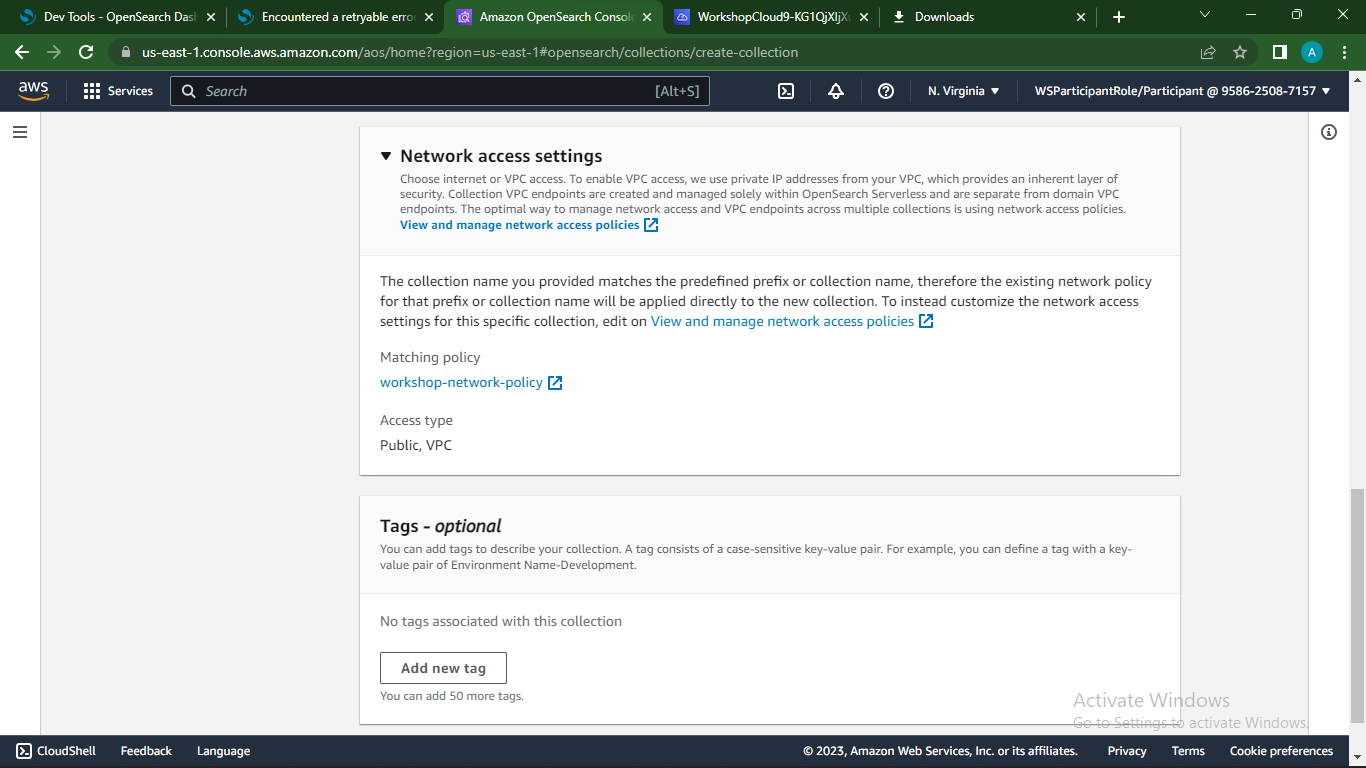 Dev Tools - OpenSearch Das
Encountered a retryable erro
Amazon OpenSearch Consol
WorkshopCloud9-KG1QjXIjX
Downloads
us-east-1.console.aws.amazon.com/aos/home?region=us-east-1#opensearch/collections/create-collection
A
aws
Services
Search
[Alt+S]
N. Virginia
WSParticipantRole/Participant @ 9586-2508-7157
Network access settings
Choose internet or VPC access. To enable VPC access, we use private IP addresses from your VPC, which provides an inherent layer of
security. Collection VPC endpoints are created and managed solely within OpenSearch Serverless and are separate from domain VPC
endpoints. The optimal way to manage network access and VPC endpoints across multiple collections is using network access policies.
View and manage network access policies
The collection name you provided matches the predefined prefix or collection name, therefore the existing network policy
for that prefix or collection name will be applied directly to the new collection. To instead customize the network access
settings for this specific collection, edit on View and manage network access policies
Matching policy
workshop-network-policy
Access type
Public, VPC
Tags - optional
You can add tags to describe your collection. A tag consists of a case-sensitive key-value pair. For example, you can define a tag with a key-
value pair of Environment Name-Development.
No tags associated with this collection
Add new tag
You can add 50 more tags.
Activate Windows
Go to Settings to activate Windows.
CloudShell
Feedback
Language
© 2023, Amazon Web Services, Inc. or its affiliates.
Privacy
Terms
Cookie preferences